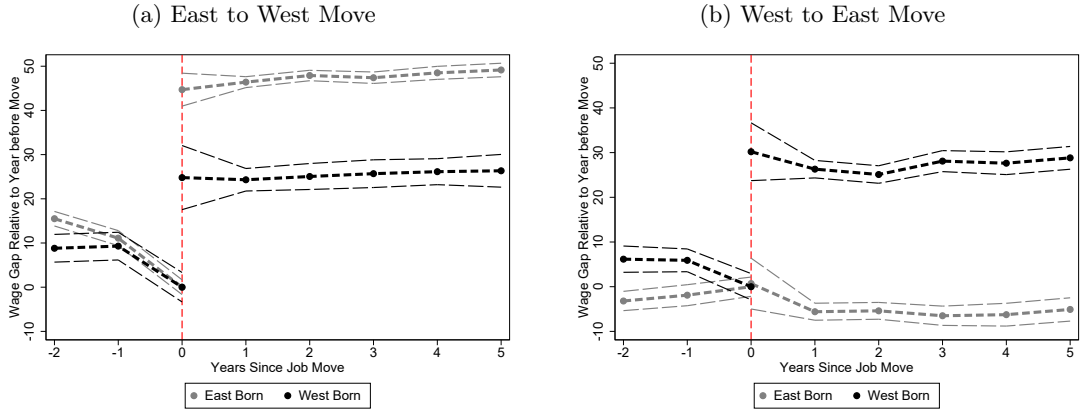 (a) East to West Move
Wage Gap Relative to Year before Move
-10 0 10 20 30 40 50
-2 -1 0 1 2 3 4 5
Years Since Job Move
East Born West Born
(b) West to East Move
Wage Gap Relative to Year before Move
-10 0 10 20 30 40 50
-2 -1 0 1 2 3 4 5
Years Since Job Move
East Born West Born